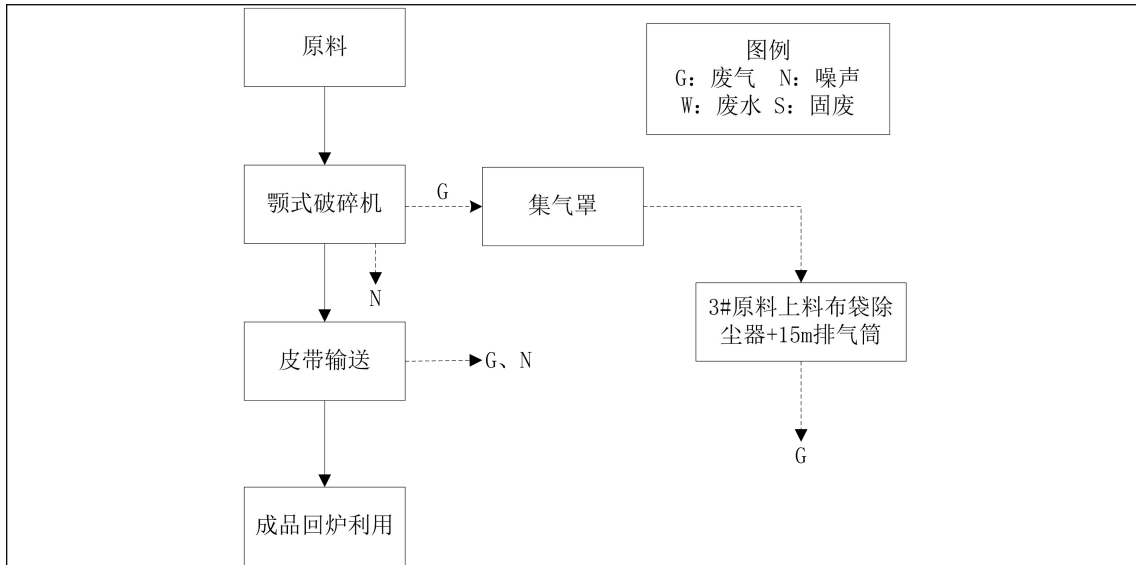 原料
图例
G：废气 N：噪声
W：废水 S：固废
颚式破碎机
G
集气罩
N
3#原料上料布袋除
尘器+15m排气筒
皮带输送
G、N
G
成品回炉利用